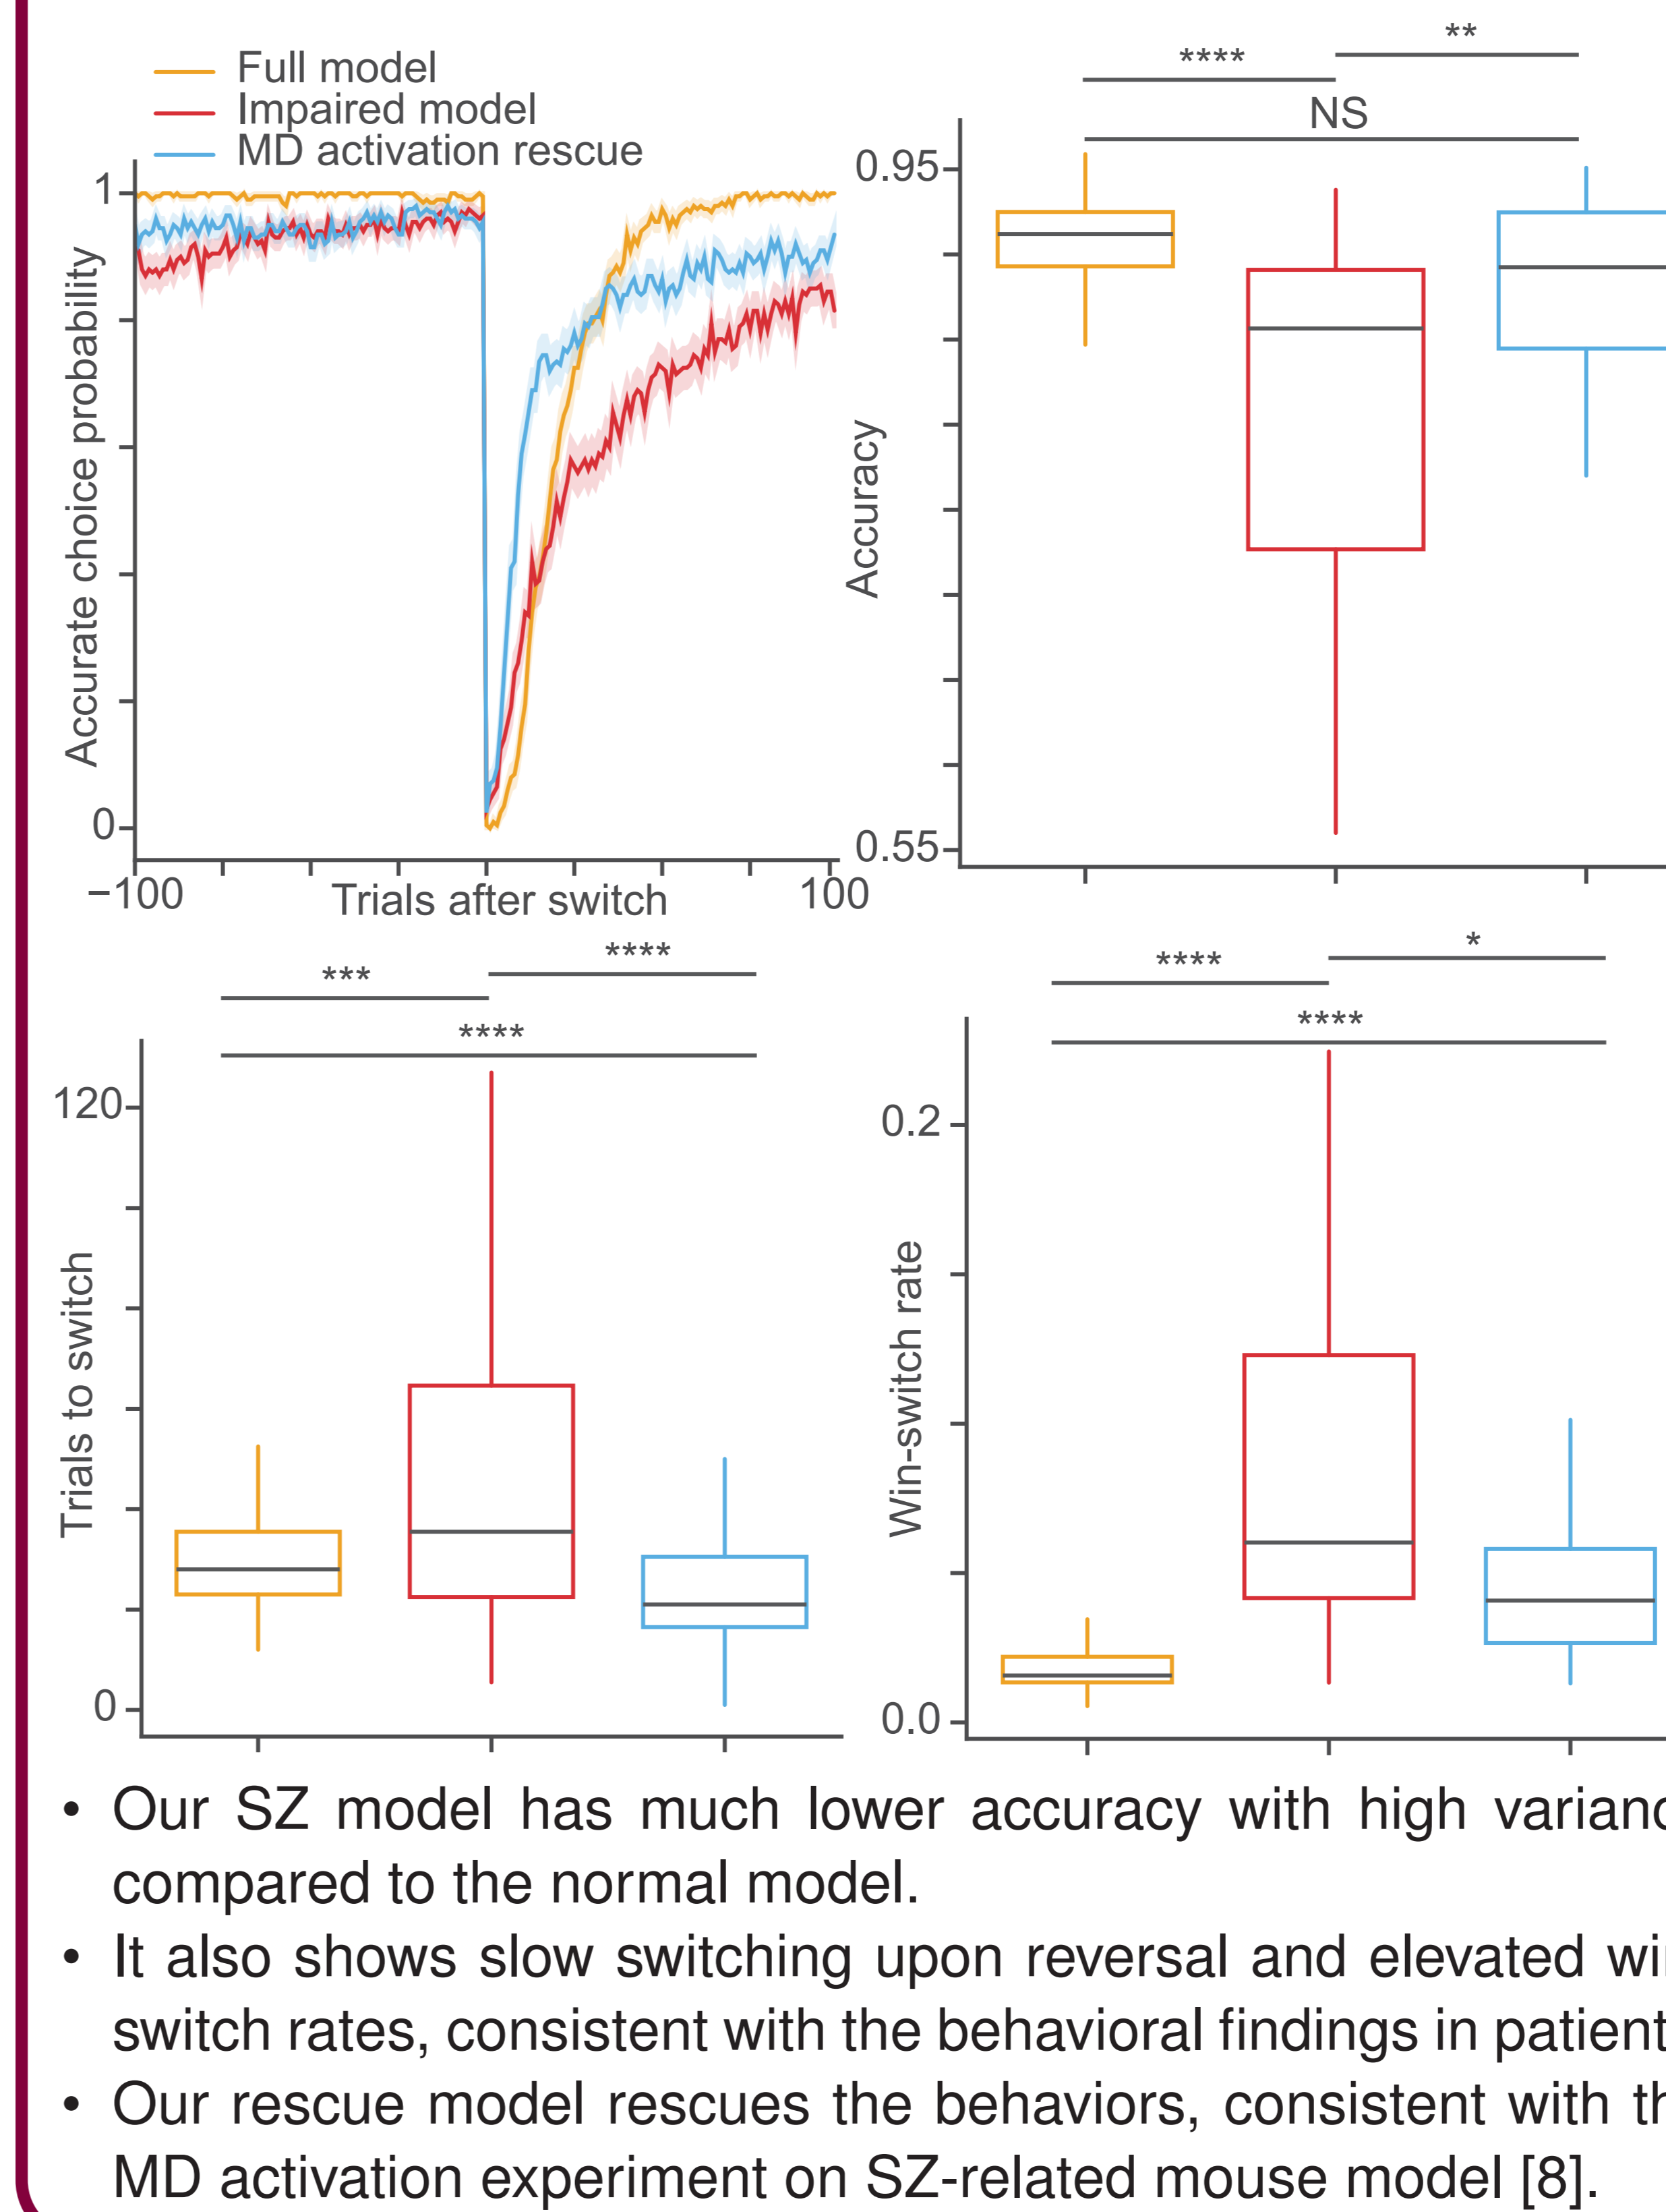 Full model
Impaired model
MD activation rescue
1
0
Accurate choice probability
−100
Trials after switch
100
****
**
NS
0.95
0.55
Accuracy
***
****
****
120
0
Trials to switch
****
*
****
0.2
0.0
Win-switch rate
• Our SZ model has much lower accuracy with high
compared to the normal model.
• It also shows slow switching upon reversal and elevated
switch rates, consistent with the behavioral findings in
• Our rescue model rescues the behaviors, consistent with
MD activation experiment on SZ-related mouse model [8].